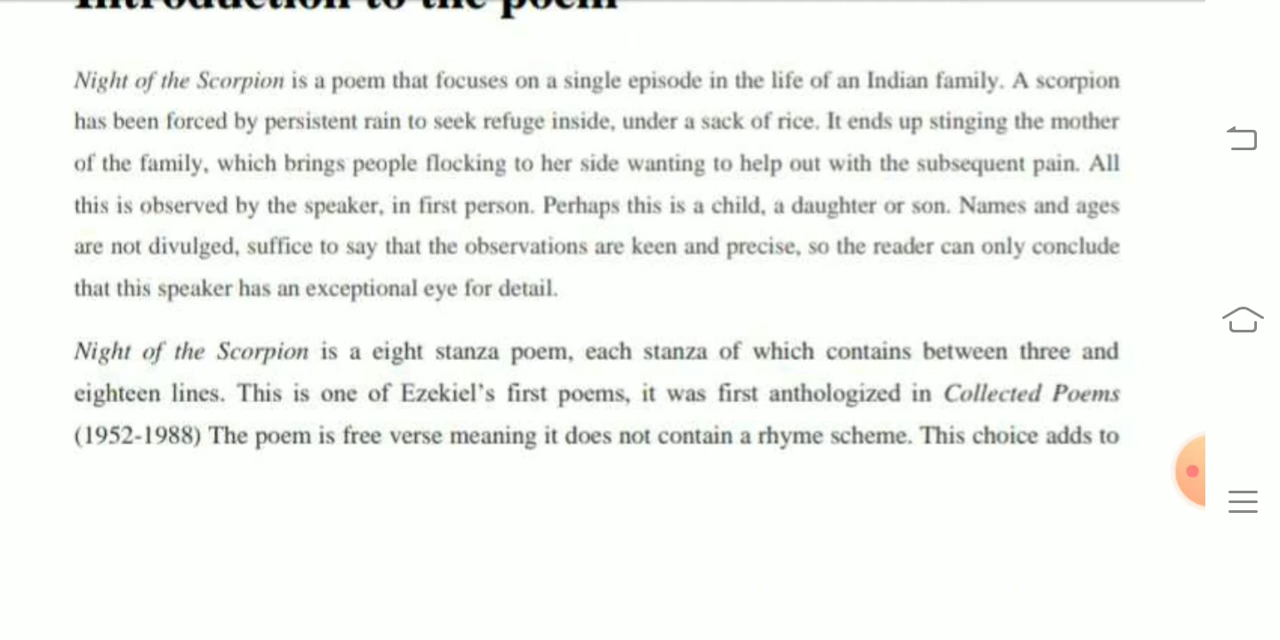 Introduction to the poem
Night of the Scorpion is a poem that focuses on a single episode in the life of an Indian family. A scorpion
has been forced by persistent rain to seek refuge inside, under a sack of rice. It ends up stinging the mother
of the family, which brings people flocking to her side wanting to help out with the subsequent pain. All
this is observed by the speaker, in first person. Perhaps this is a child, a daughter or son. Names and ages
are not divulged, suffice to say that the observations are keen and precise, so the reader can only conclude
that this speaker has an exceptional eye for detail.
Night of the Scorpion is a eight stanza poem, each stanza of which contains between three and
eighteen lines. This is one of Ezekiel’s first poems, it was first anthologized in Collected Poems
(1952-1988) The poem is free verse meaning it does not contain a rhyme scheme. This choice adds to